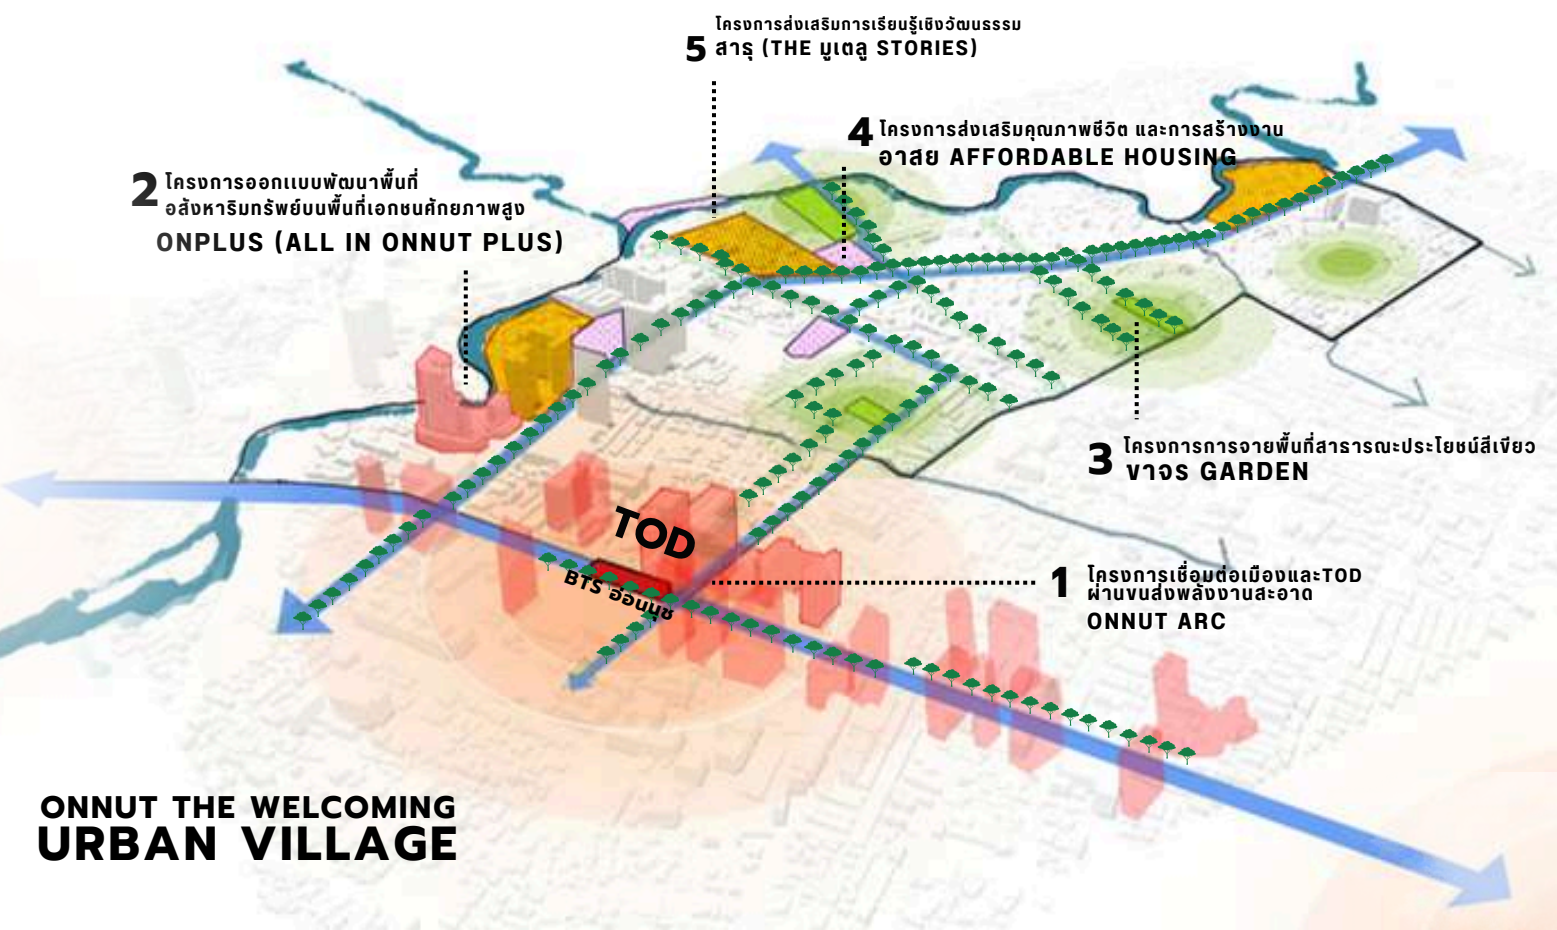 5 โครงการส่งเสริมการเรียนรู้เชิงวัฒนธรรม
สาธุ (THE มูเตลู STORIES)
4 โครงการส่งเสริมคุณภาพชีวิต และการสร้างงาน
อาสย AFFORDABLE HOUSING
2 โครงการออกแบบพัฒนาพื้นที่
อสังหาริมทรัพย์บนพื้นที่เอกชนศักยภาพสูง
ONPLUS (ALL IN ONNUT PLUS)
3 โครงการการจายพื้นที่สาธารณะประโยชน์สีเขียว
ขาจร GARDEN
TOD
BTS อ่อนนุช
1 โครงการเชื่อมต่อเมืองและTOD
ผ่านขนส่งพลังงานสะอาด
ONNUT ARC
ONNUT THE WELCOMING
URBAN VILLAGE